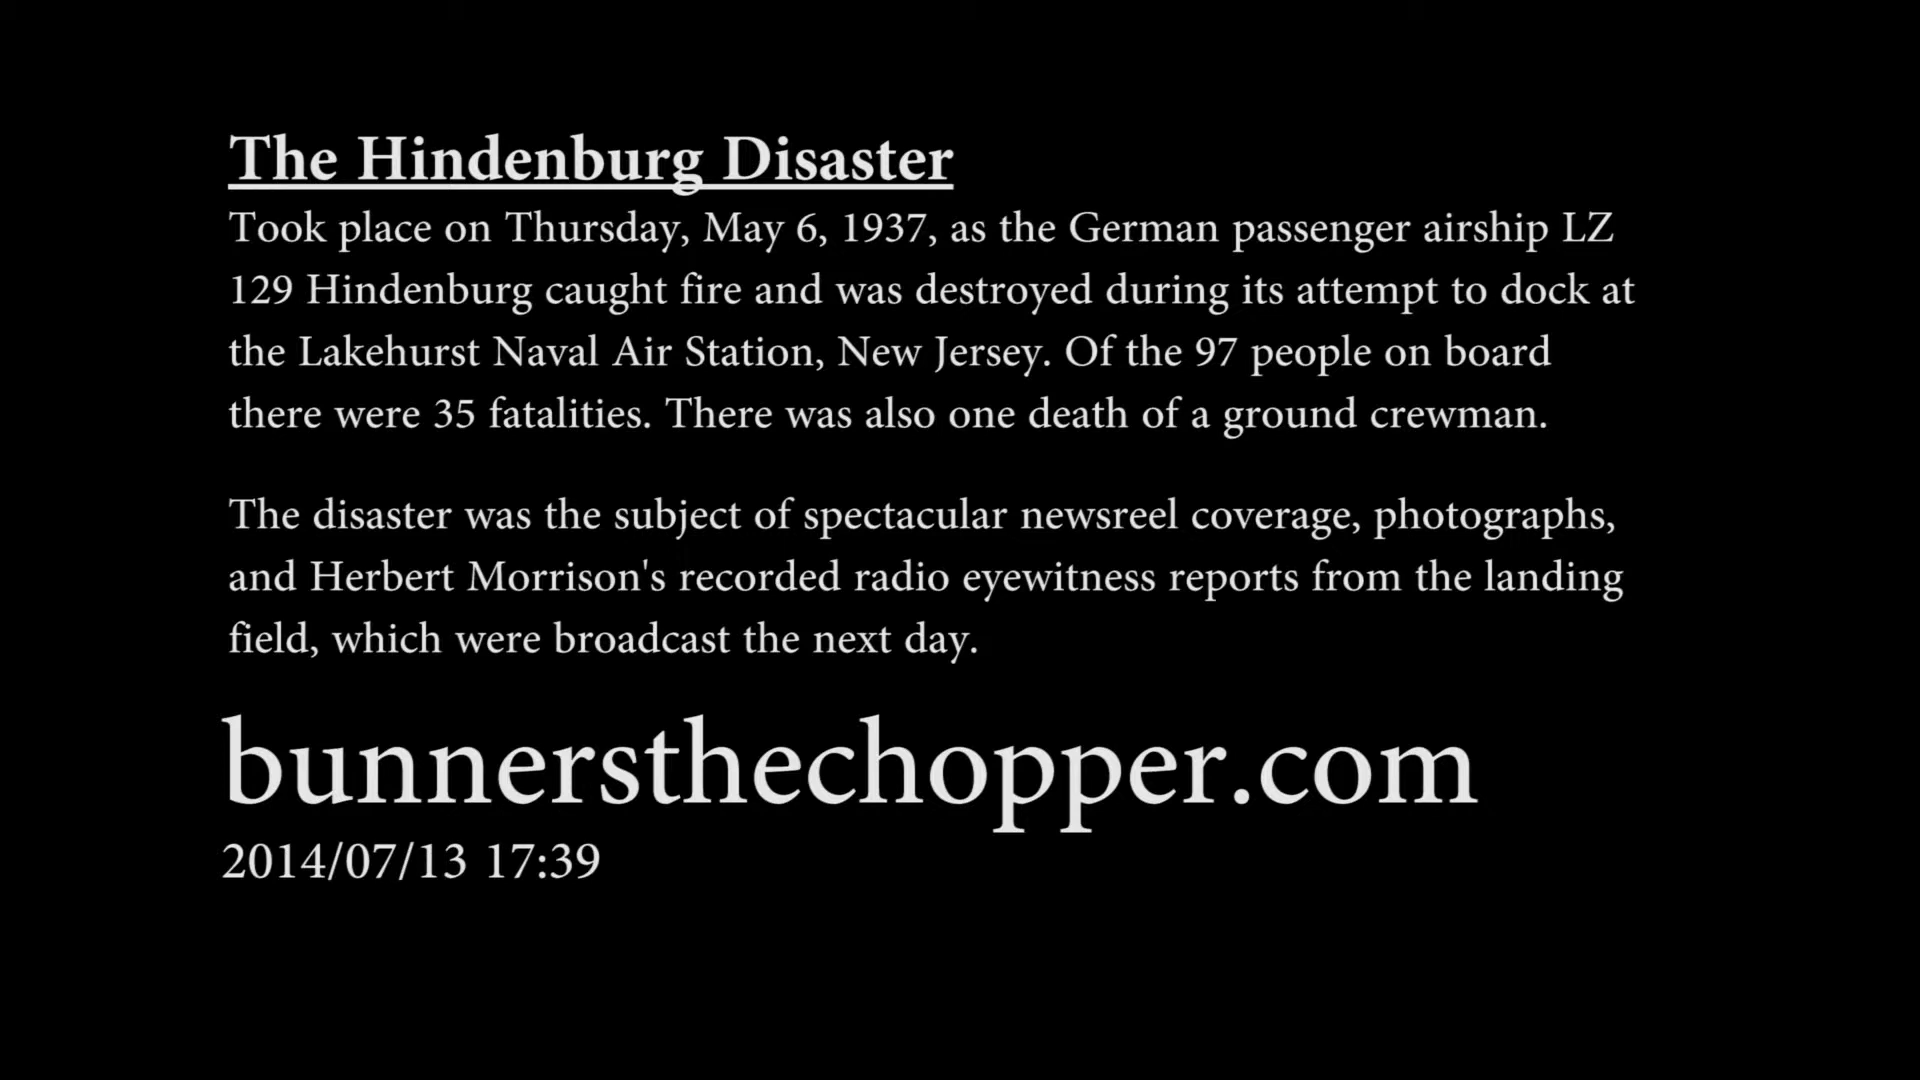 The Hindenburg Disaster
Took place on Thursday, May 6, 1937, as the German passenger airship LZ
129 Hindenburg caught fire and was destroyed during its attempt to dock at
the Lakehurst Naval Air Station, New Jersey. Of the 97 people on board
there were 35 fatalities. There was also one death of a ground crewman.
The disaster was the subject of spectacular newsreel coverage, photographs,
and Herbert Morrison's recorded radio eyewitness reports from the landing
field, which were broadcast the next day.
bunnersthechopper.com
2014/07/13 17:39